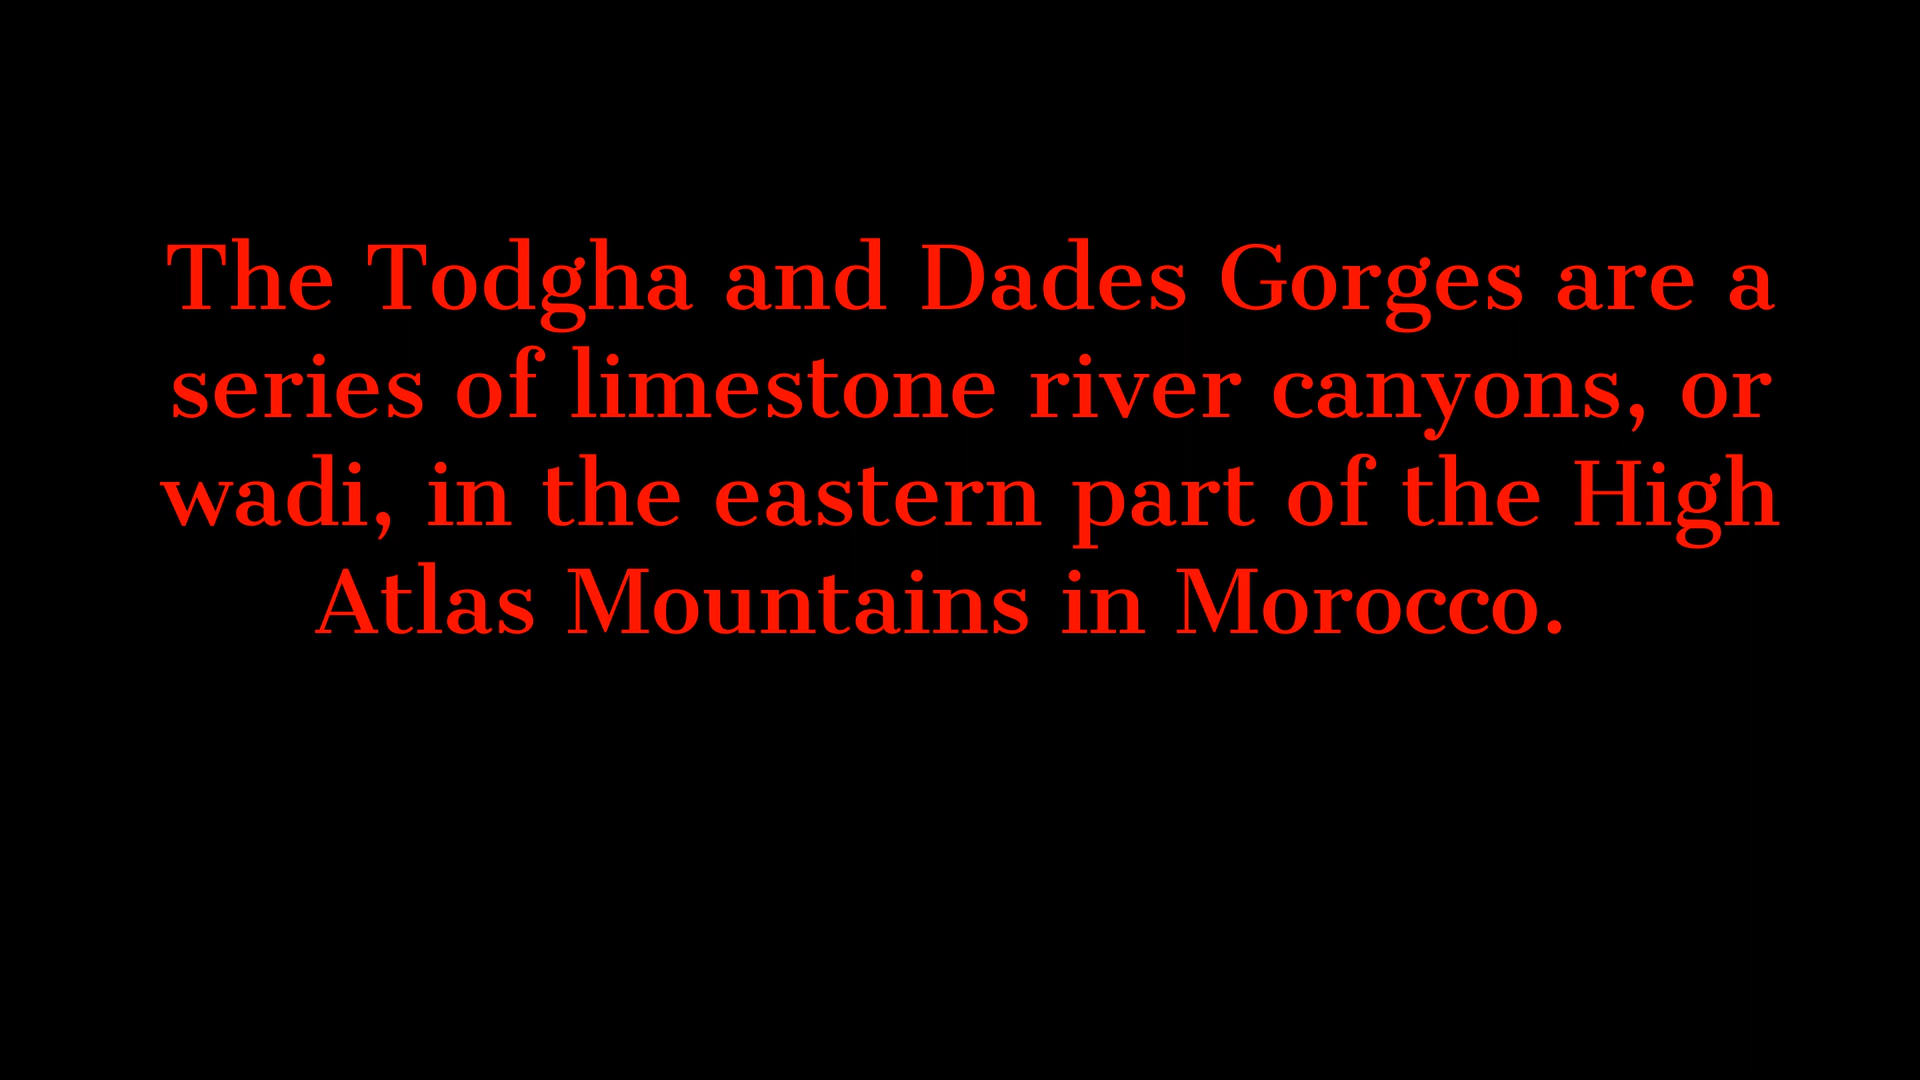 The Todgha and Dades Gorges are a
series of limestone river canyons, or
wadi, in the eastern part of the High
Atlas Mountains in Morocco.